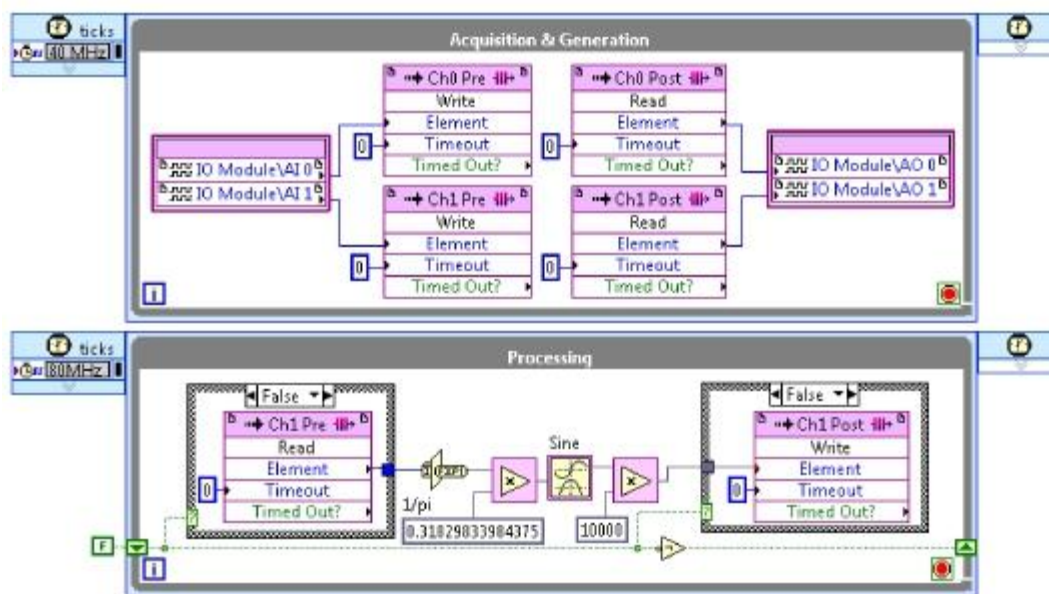 ticks
40 MHz
Acquisition & Generation
Ch0 Pre
Write
Element
0
Timeout
Timed Out?
Ch0 Post
Read
Element
0
Timeout
Timed Out?
IO Module\AI 0
IO Module\AI 1
IO Module\AO 0
IO Module\AO 1
Ch1 Pre
Write
Element
0
Timeout
Timed Out?
Ch1 Post
Read
Element
0
Timeout
Timed Out?
i
ticks
80MHz
Processing
False
Ch1 Pre
Read
Element
0
Timeout
Timed Out?
?
1/pi
0.31829833984375
×
Sine
×
10000
False
Ch1 Post
Write
Element
0
Timeout
Timed Out?
?
F
i